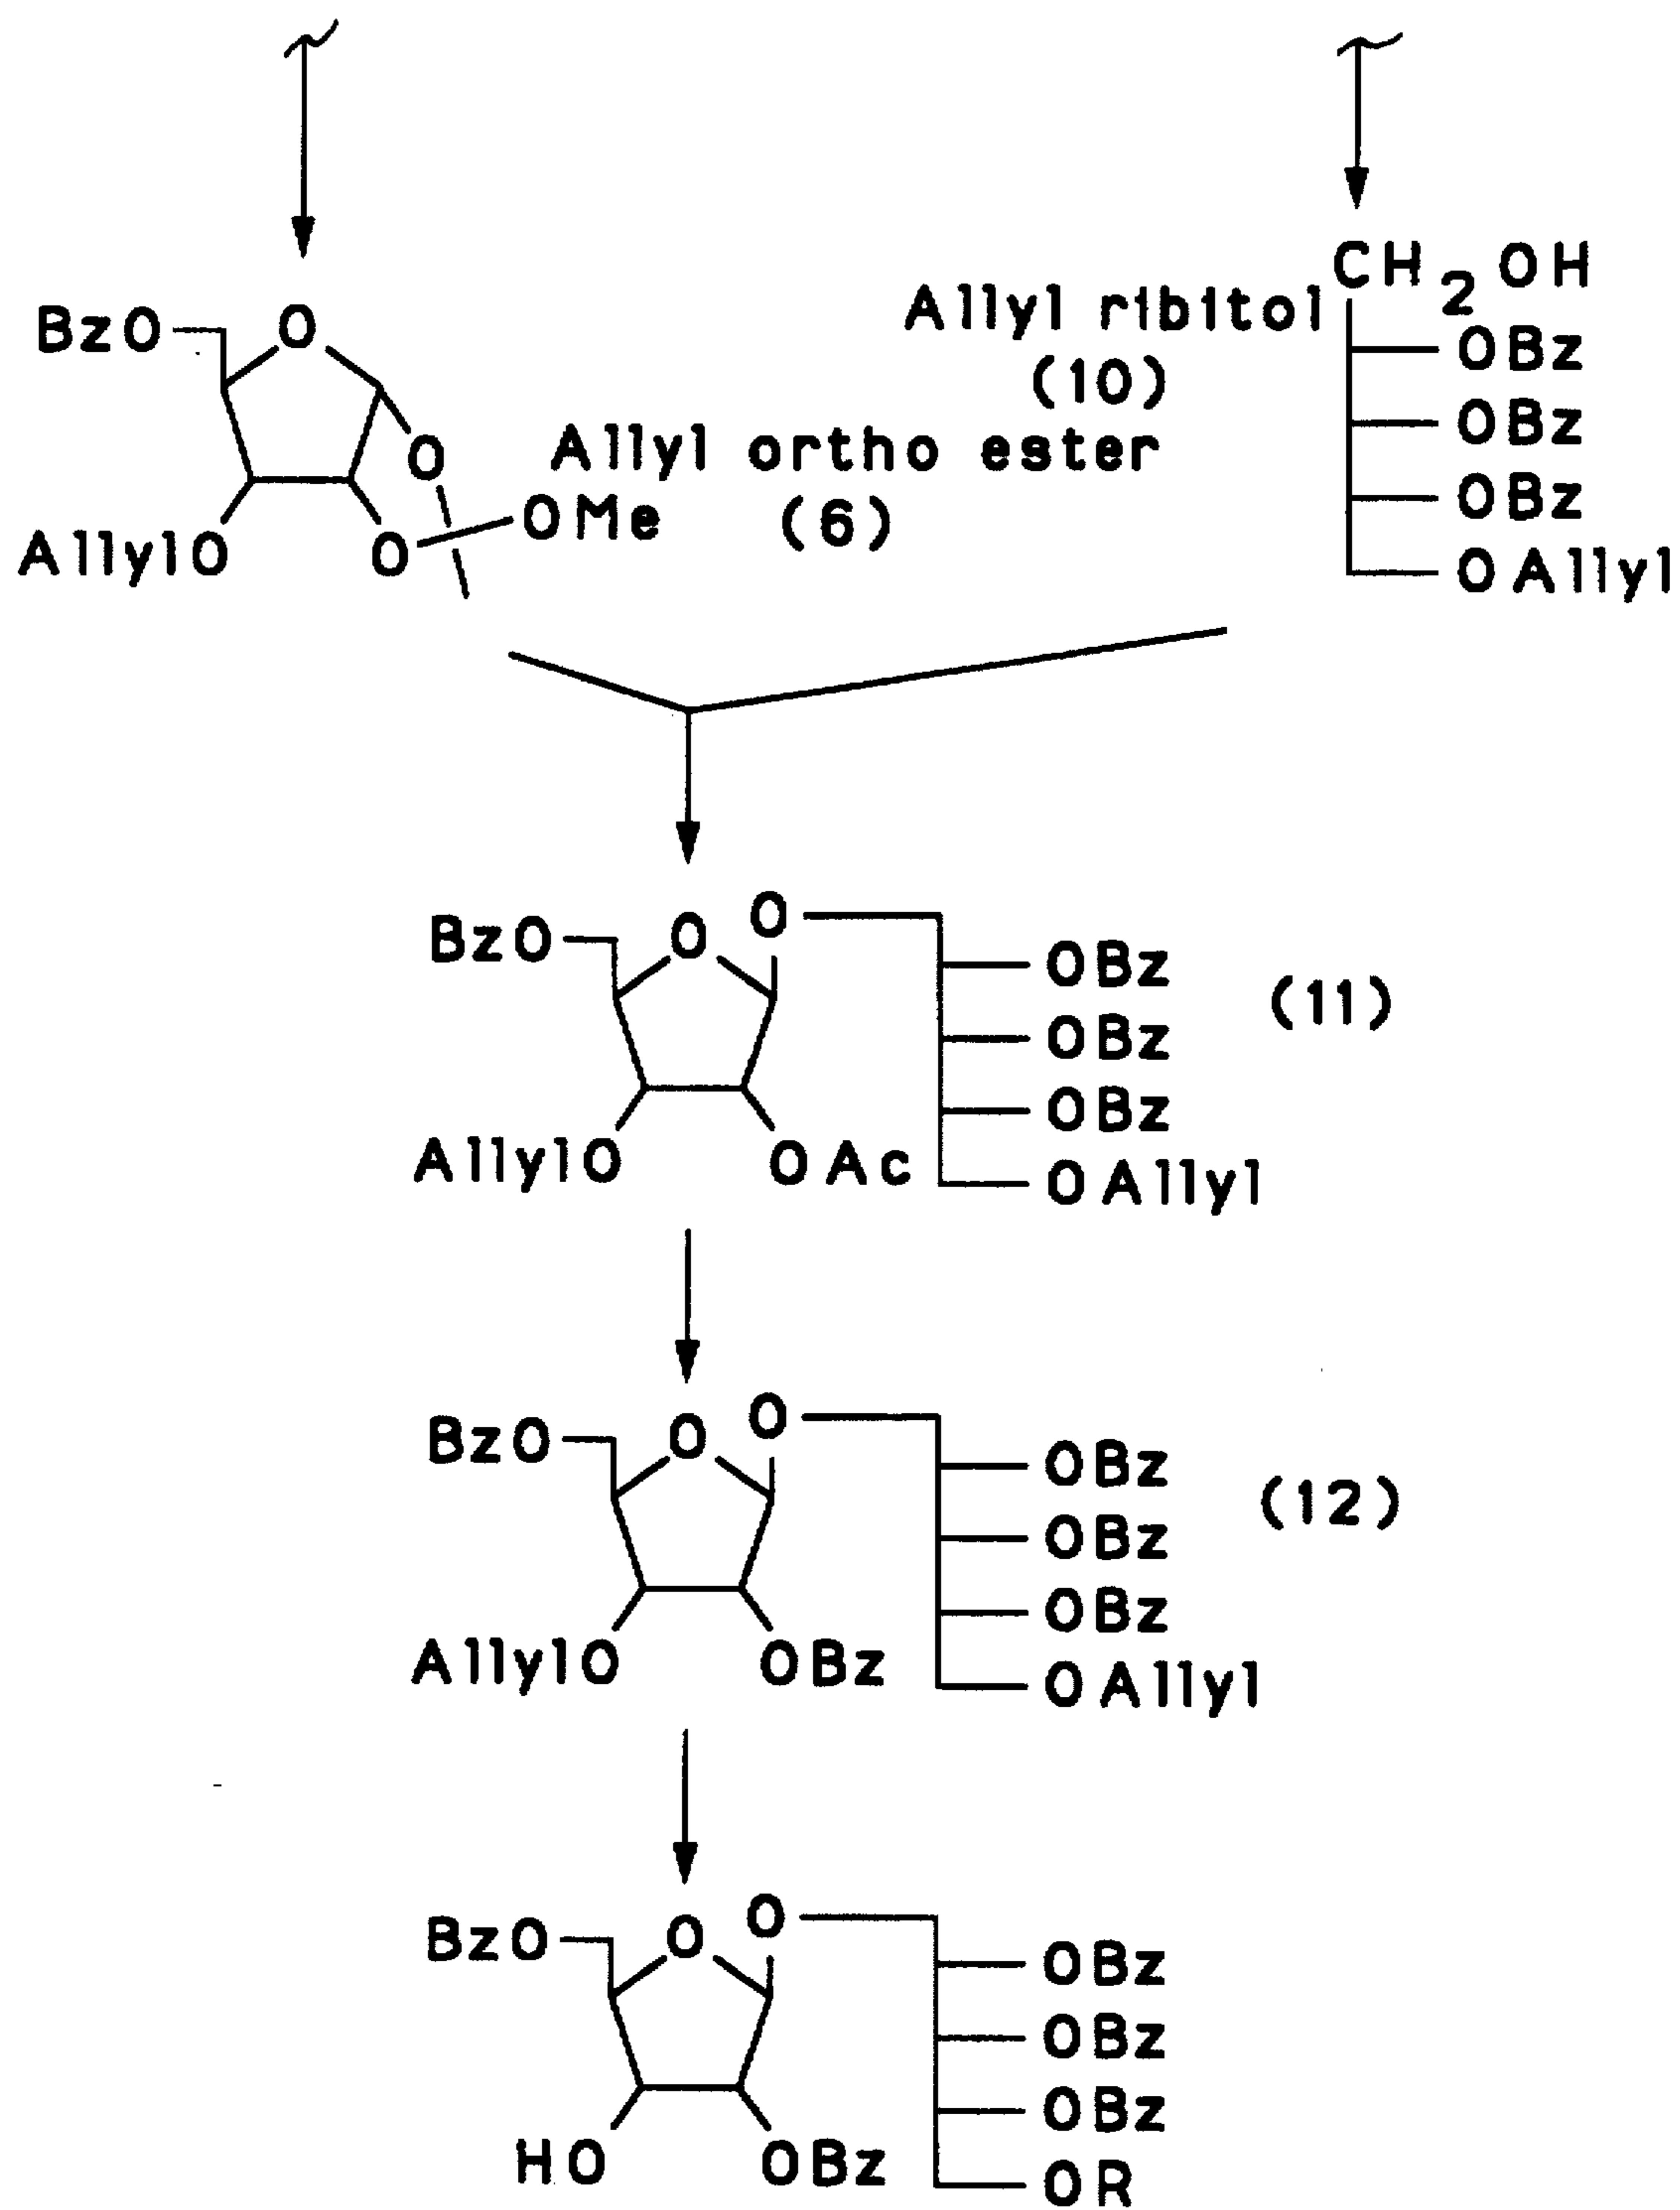 CH2OH
Allyl ribitol
(10)
BzO
O
OBz
OBz
OBz
OAllyl
O
Allyl ortho ester
(6)
OMe
AllylO
O
BzO
O
O
OBz
OBz
OBz
OAllyl
(11)
AllylO
OAc
BzO
O
O
OBz
OBz
OBz
OAllyl
(12)
AllylO
OBz
BzO
O
O
OBz
OBz
OBz
OR
HO
OBz